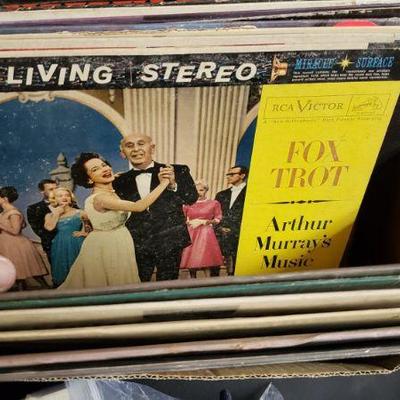 LIVING STEREO
MIRACLE SURFACE
RCA VICTOR
FOX
TROT
Arthur
Murray's
Music